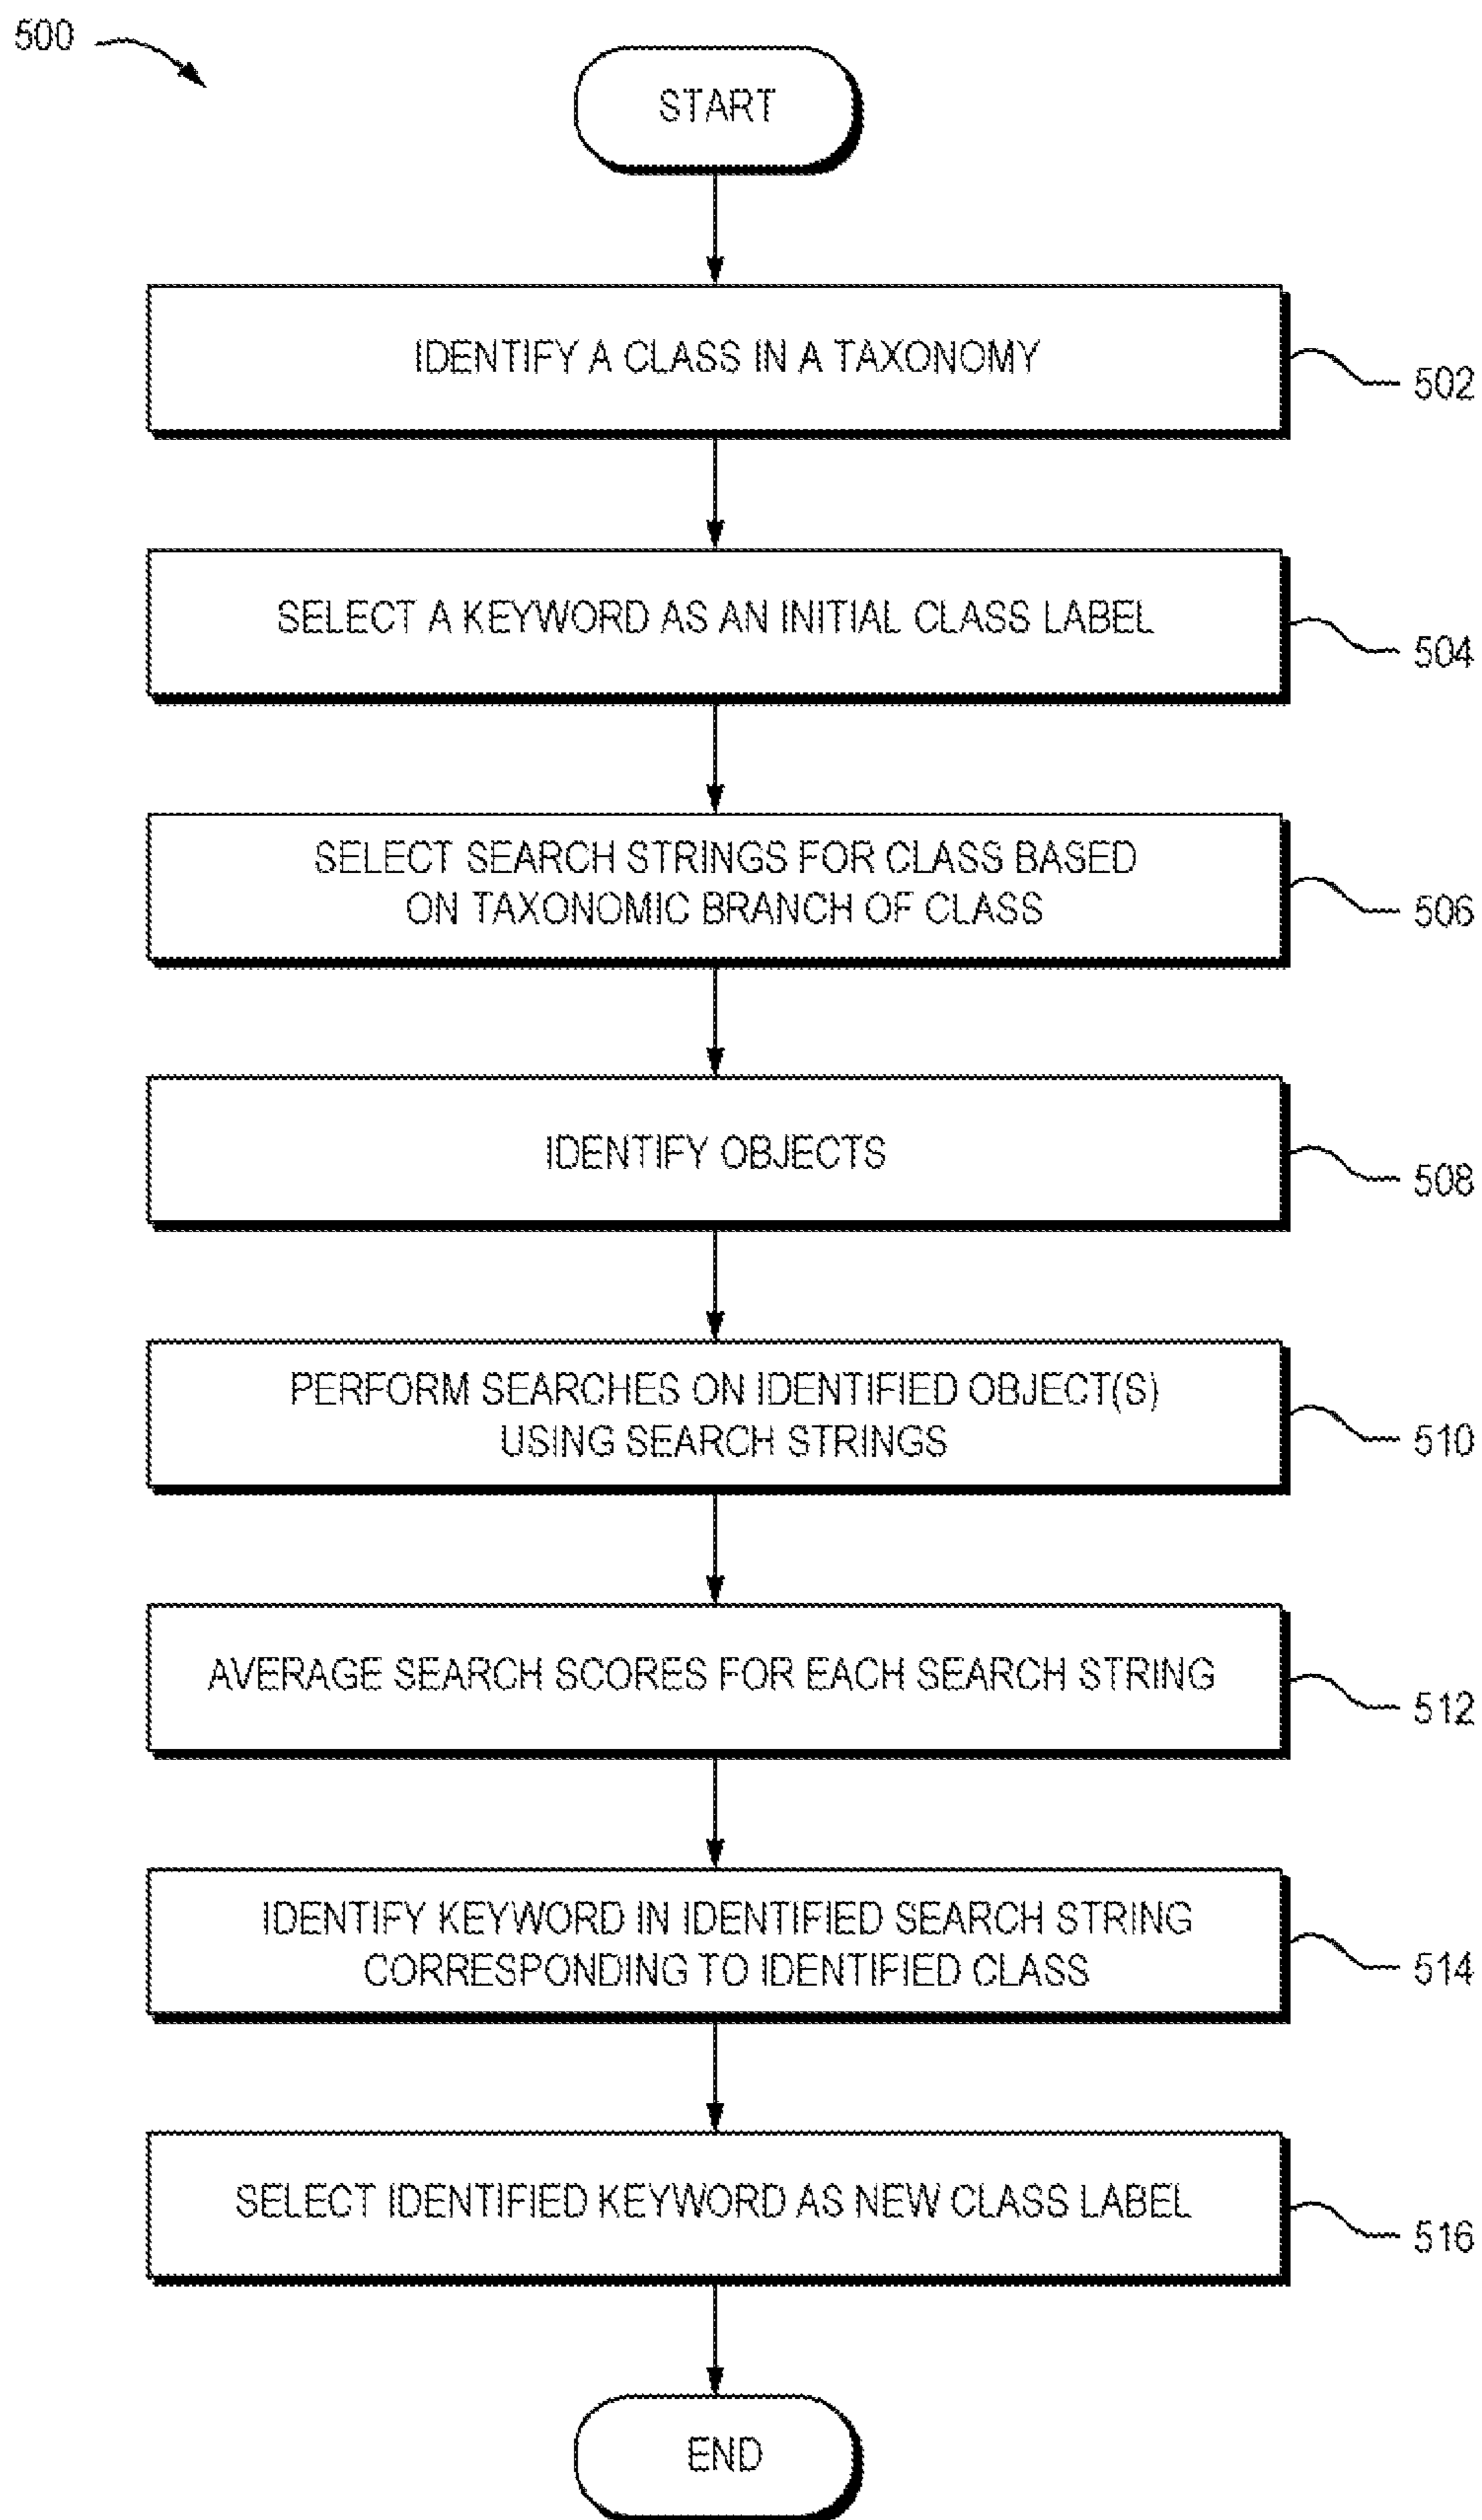 500
START
IDENTIFY A CLASS IN A TAXONOMY
502
SELECT A KEYWORD AS AN INITIAL CLASS LABEL
504
SELECT SEARCH STRINGS FOR CLASS BASED
ON TAXONOMIC BRANCH OF CLASS
506
IDENTIFY OBJECTS
508
PERFORM SEARCHES ON IDENTIFIED OBJECT(S)
USING SEARCH STRINGS
510
AVERAGE SEARCH SCORES FOR EACH SEARCH STRING
512
IDENTIFY KEYWORD IN IDENTIFIED SEARCH STRING
CORRESPONDING TO IDENTIFIED CLASS
514
SELECT IDENTIFIED KEYWORD AS NEW CLASS LABEL
516
END